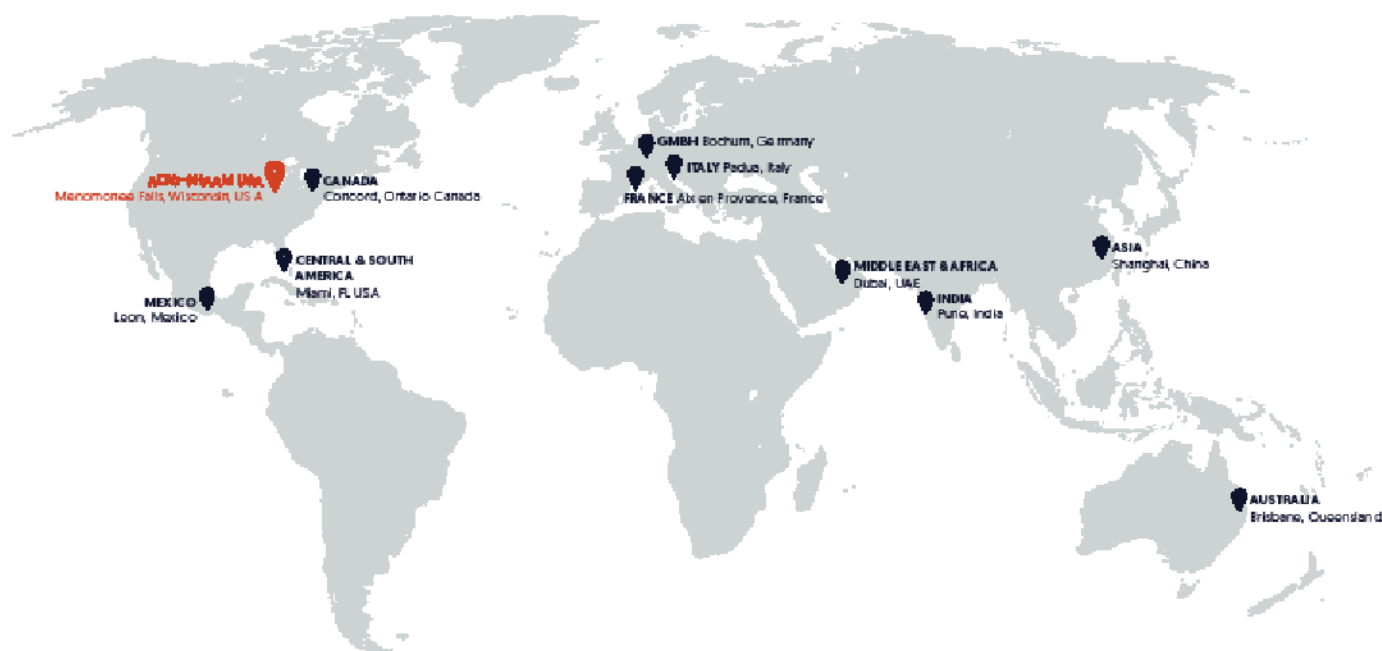 GMBH Bochum, Germany
ITALY Padua, Italy
FRANCE Aix en Provence, France
Menomonee Falls, Wisconsin, USA
CANADA
Concord, Ontario Canada
CENTRAL & SOUTH
AMERICA
Miami, FL USA
MEXICO
Leon, Mexico
MIDDLE EAST & AFRICA
Dubai, UAE
INDIA
Pune, India
ASIA
Shanghai, China
AUSTRALIA
Brisbane, Queensland